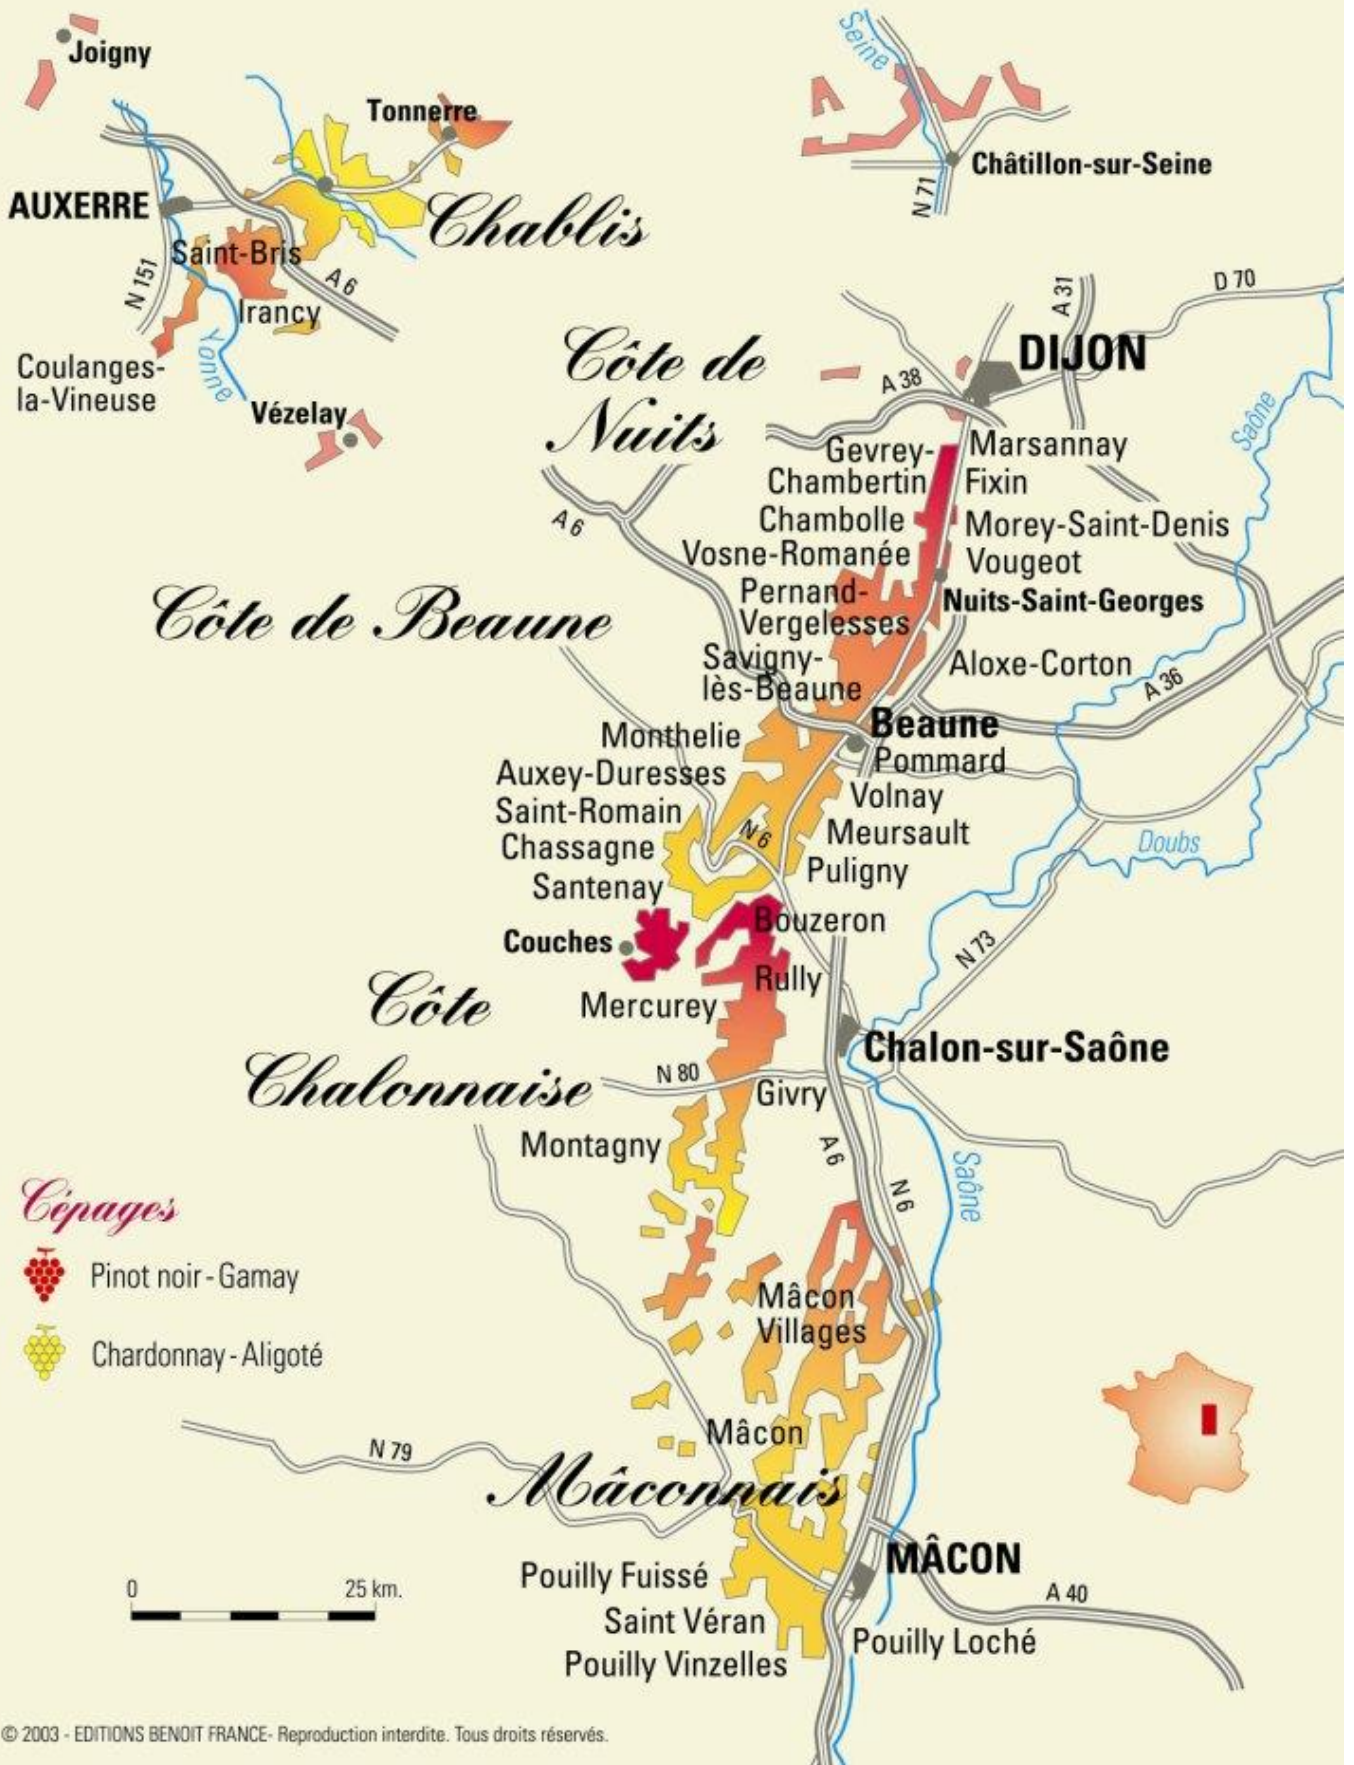 Joigny
Tonnerre
AUXERRE
Chablis
Saint-Bris
N 151
A 6
Irancy
Coulanges-
la-Vineuse
Yonne
Vézelay
Seine
Châtillon-sur-Seine
N 71
A 31
D 70
DIJON
Côte de
Nuits
A 38
Saône
Gevrey-
Chambertin
Marsannay
Fixin
A 6
Chambolle
Morey-Saint-Denis
Vosne-Romanée
Vougeot
Pernand-
Vergelesses
Nuits-Saint-Georges
Côte de Beaune
Savigny-
lès-Beaune
Aloxe-Corton
A 36
Beaune
Monthelie
Pommard
Auxey-Duresses
Volnay
Saint-Romain
N 6
Meursault
Doubs
Chassagne
Puligny
Santenay
Bouzeron
Couches
N 73
Rully
Côte
Chalonnaise
Mercurey
Chalon-sur-Saône
N 80
Givry
Montagny
A 6
N 6
Saône
Cépages
Pinot noir - Gamay
Chardonnay - Aligoté
Mâcon
Villages
Mâcon
N 79
Mâconnais
MÂCON
Pouilly Fuissé
A 40
0
25 km.
Saint Véran
Pouilly Loché
Pouilly Vinzelles
© 2003 - EDITIONS BENOIT FRANCE- Reproduction interdite. Tous droits réservés.